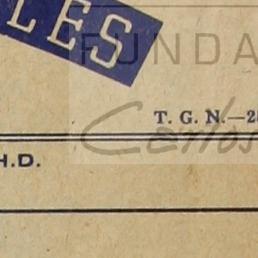 LES
FUNDA
T. G. N.—2
Carlos
H.D.